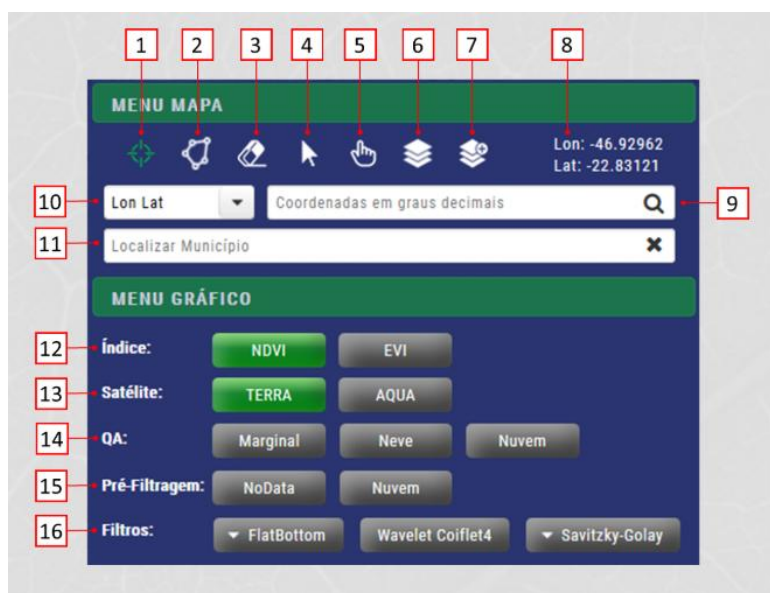 1 2 3 4 5 6 7 8
MENU MAPA
Lon: -46.92962
Lat: -22.83121
10 Lon Lat Coordenadas em graus decimais 9
11 Localizar Município
MENU GRÁFICO
12 Índice: NDVI EVI
13 Satélite: TERRA AQUA
14 QA: Marginal Neve Nuvem
15 Pré-Filtragem: NoData Nuvem
16 Filtros: FlatBottom Wavelet Coiflet4 Savitzky-Golay